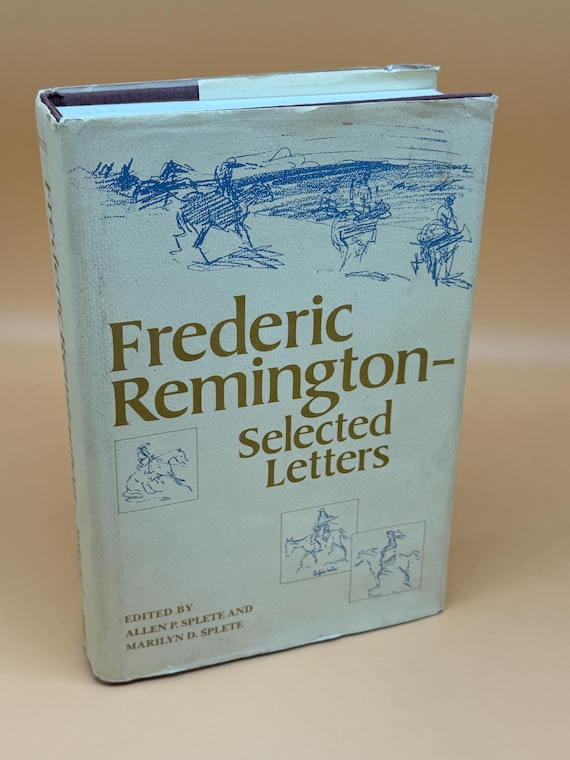 Frederic
Remington–
Selected
Letters
EDITED BY
ALLEN P. SPLETE AND
MARILYN D. SPLETE